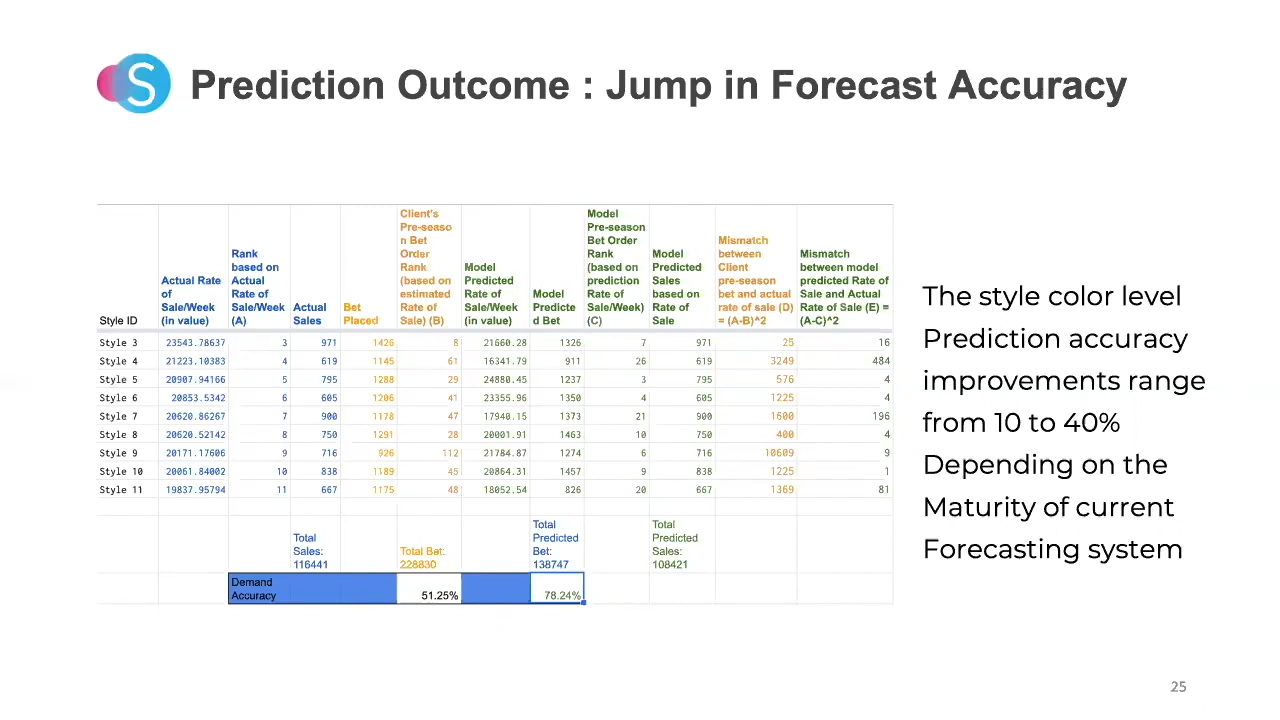 S
Prediction Outcome : Jump in Forecast Accuracy
Style ID
Actual Rate
of
Sale/Week
(in value)
Rank
based on
Actual
Rate of
Sale/Week
(A)
Actual
Sales
Bet
Placed
Client's
Pre-seaso
n Bet
Order
Rank
(based on
estimated
Rate of
Sale) (B)
Model
Predicted
Rate of
Sale/Week
(in value)
Model
Predicte
d Bet
Model
Pre-season
Bet Order
Rank
(based on
prediction
Rate of
Sale/Week)
(C)
Model
Predicted
Sales
based on
Rate of
Sale
Mismatch
between
Client
pre-season
bet and actual
rate of sale (D)
= (A-B)^2
Mismatch
between model
predicted Rate of
Sale and Actual
Rate of Sale (E) =
(A-C)^2
Style 3 23543.78637 3 971 1426 8 21660.28 1326 7 971 25 16
Style 4 21223.10383 4 619 1145 61 16341.79 911 26 619 3249 484
Style 5 20907.94166 5 795 1288 29 24880.45 1237 3 795 576 4
Style 6 20853.5342 6 605 1206 41 23355.96 1350 4 605 1225 4
Style 7 20620.86267 7 900 1178 47 17940.15 1373 21 900 1600 196
Style 8 20620.52142 8 750 1291 28 20001.91 1463 10 750 400 4
Style 9 20171.17606 9 716 926 112 21784.87 1274 6 716 10609 9
Style 10 20061.84002 10 838 1189 45 20864.31 1457 9 838 1225 1
Style 11 19837.95794 11 667 1175 48 18052.54 826 20 667 1369 81
Total
Sales:
116441
Total Bet:
228830
Total
Predicted
Bet:
138747
Total
Predicted
Sales:
108421
Demand
Accuracy
51.25%
78.24%
The style color level
Prediction accuracy
improvements range
from 10 to 40%
Depending on the
Maturity of current
Forecasting system
25